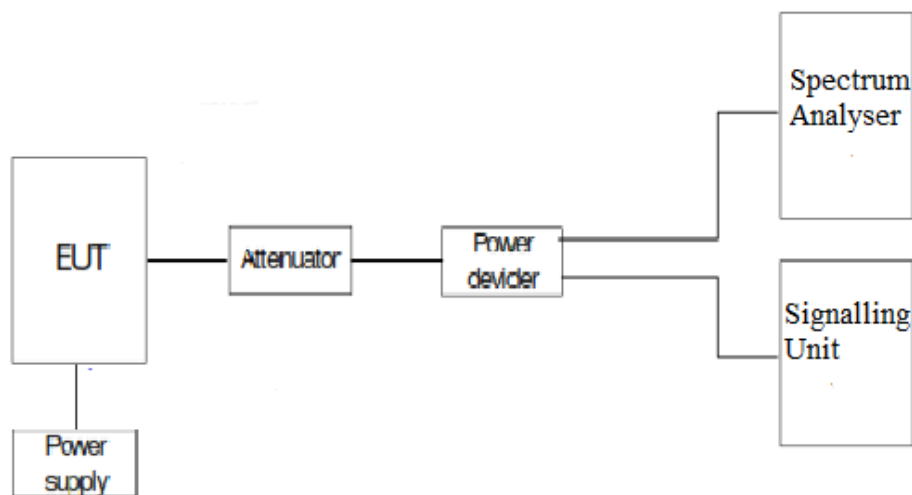 Spectrum
Analyser
EUT
Attenuator
Power
devider
Signalling
Unit
Power
supply